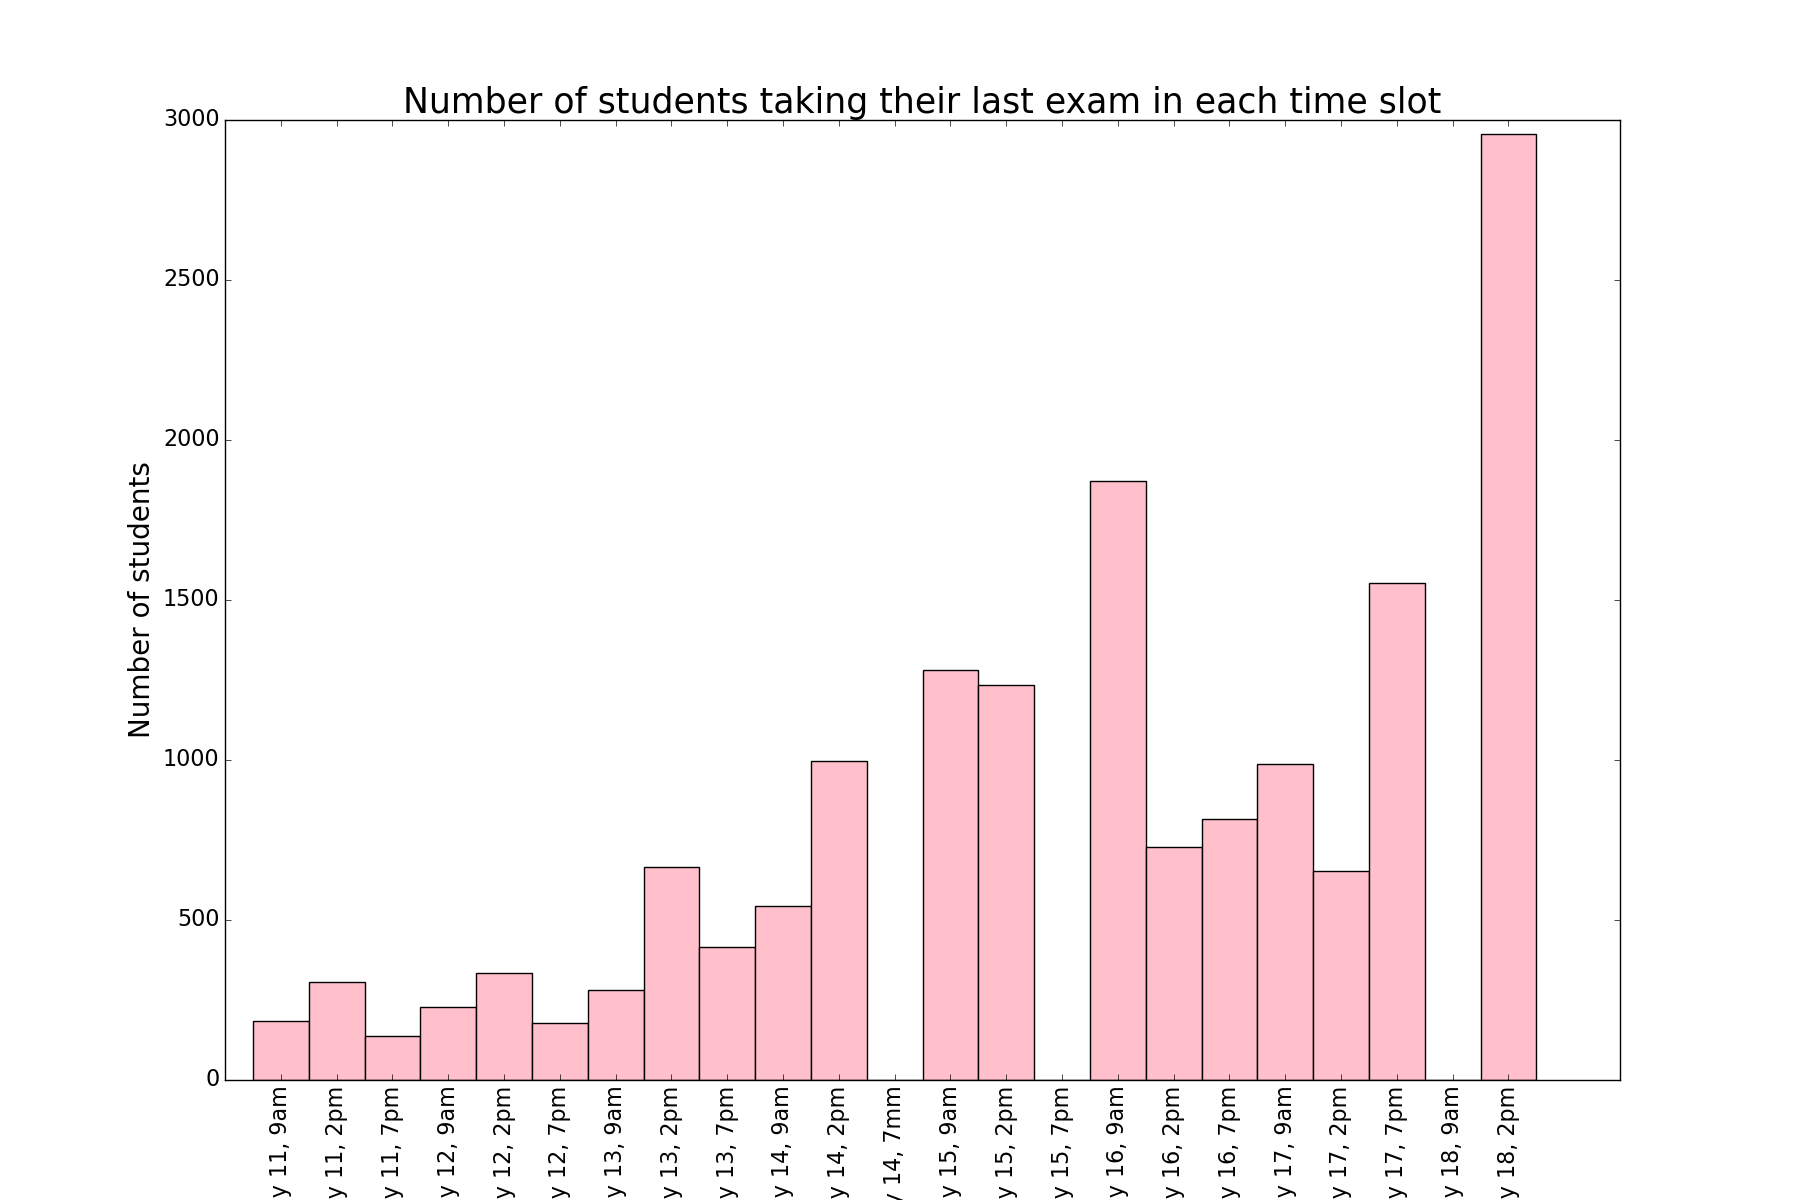 Number of students taking their last exam in each time slot
Number of students
3000
2500
2000
1500
1000
500
0
y 11, 9am
y 11, 2pm
y 11, 7pm
y 12, 9am
y 12, 2pm
y 12, 7pm
y 13, 9am
y 13, 2pm
y 13, 7pm
y 14, 9am
y 14, 2pm
y 14, 7mm
y 15, 9am
y 15, 2pm
y 15, 7pm
y 16, 9am
y 16, 2pm
y 16, 7pm
y 17, 9am
y 17, 2pm
y 17, 7pm
y 18, 9am
y 18, 2pm